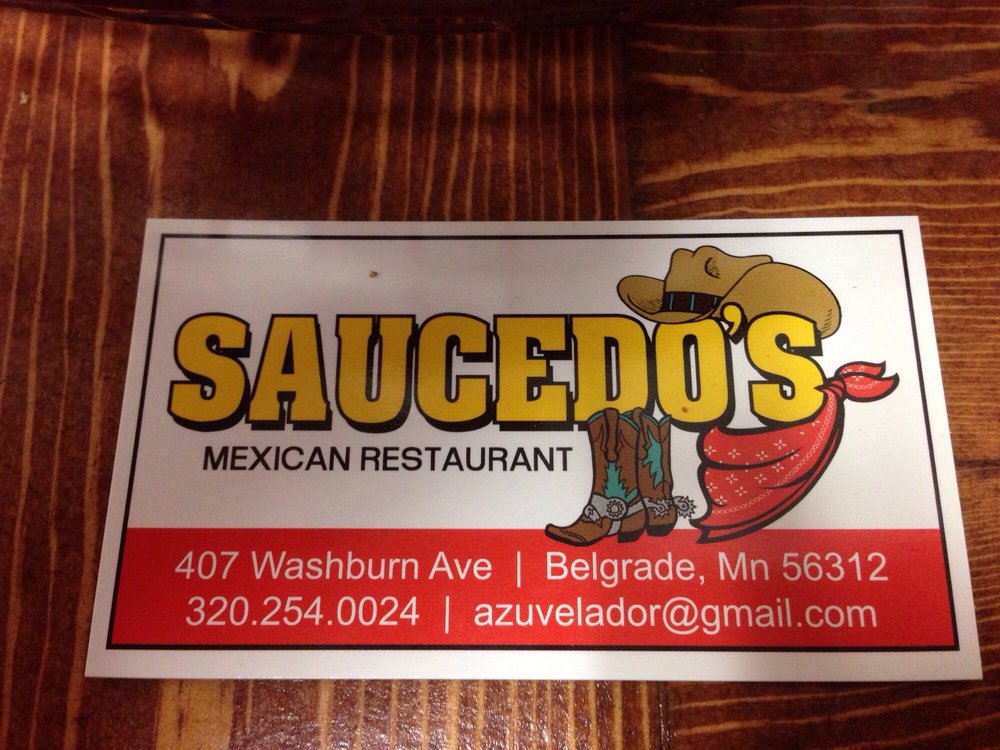 SAUCEDO'S
MEXICAN RESTAURANT
407 Washburn Ave | Belgrade, Mn 56312
320.254.0024 | azuvelador@gmail.com